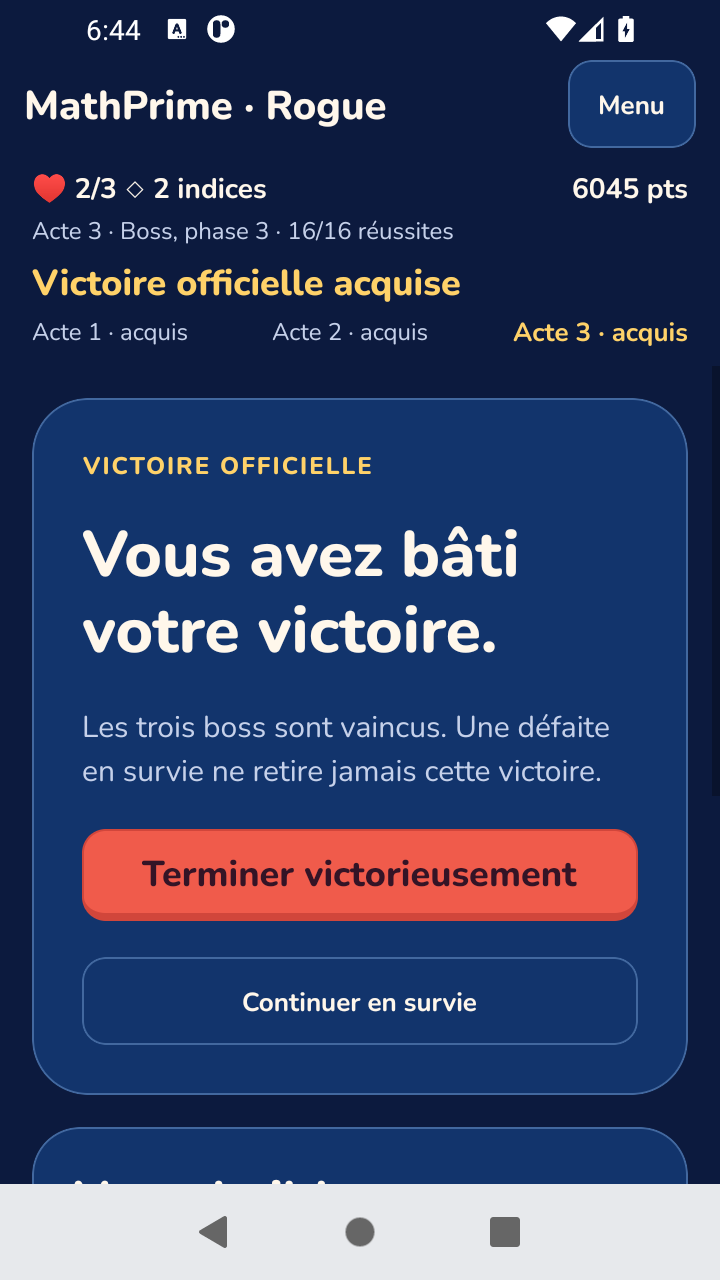 6:44
MathPrime · Rogue
Menu
❤️ 2/3 ◇ 2 indices
6045 pts
Acte 3 · Boss, phase 3 · 16/16 réussites
Victoire officielle acquise
Acte 1 · acquis
Acte 2 · acquis
Acte 3 · acquis
VICTOIRE OFFICIELLE
Vous avez bâti
votre victoire.
Les trois boss sont vaincus. Une défaite
en survie ne retire jamais cette victoire.
Terminer victorieusement
Continuer en survie